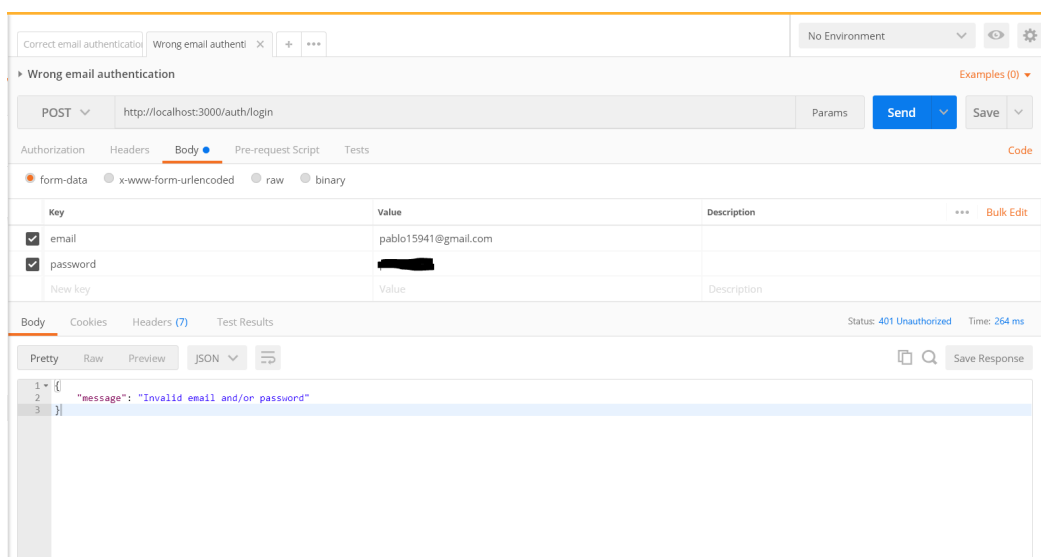 No Environment
Correct email authenticatio Wrong email authenti
Wrong email authentication Examples (0)
POST http://localhost:3000/auth/login Params Send Save
Authorization Headers Body Pre-request Script Tests Code
form-data x-www-form-urlencoded raw binary
Key Value Description Bulk Edit
email pablo15941@gmail.com
password
New key Value Description
Body Cookies Headers (7) Test Results Status: 401 Unauthorized Time: 264 ms
Pretty Raw Preview JSON Save Response
1 {
2 "message": "Invalid email and/or password"
3 }